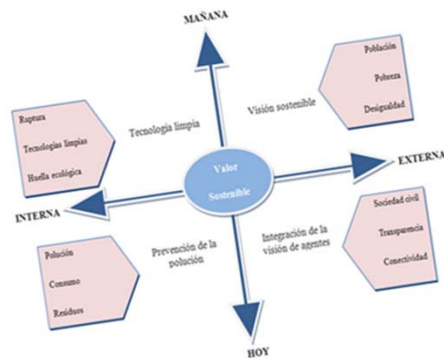 MAÑANA
Población
Pobreza
Desigualdad
Visión sostenible
Tecnología limpia
Ruptura
Tecnologías limpias
Huella ecológica
Valor
Sostenible
EXTERNA
INTERNA
Sociedad civil
Transparencia
Conectividad
Integración de la
visión de agentes
Prevención de la
polución
Polución
Consumo
Residuos
HOY